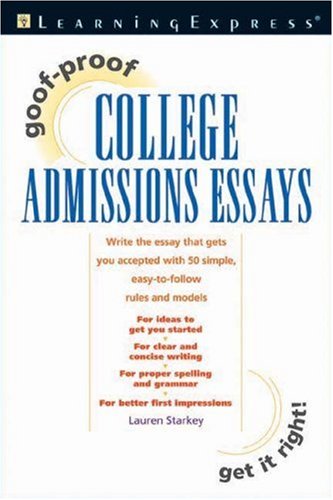 LEARNINGEXPRESS®
goof-proof
COLLEGE
ADMISSIONS ESSAYS
Write the essay that gets
you accepted with 50 simple,
easy-to-follow
rules and models
For ideas to
get you started
For clear and
concise writing
For proper spelling
and grammar
For better first impressions
Lauren Starkey
get it right!